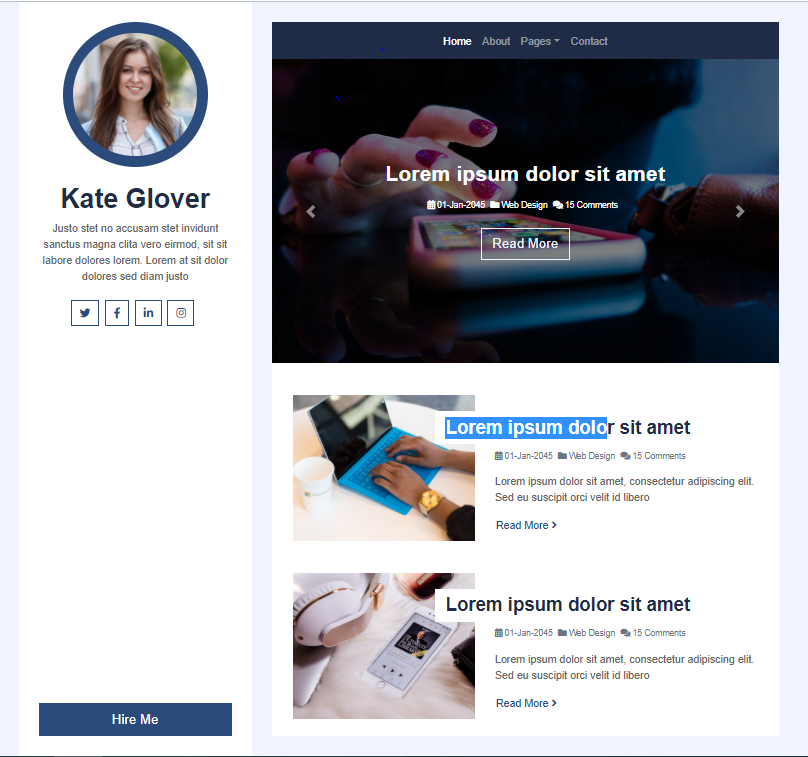 Kate Glover
Justo stet no accusam stet invidunt
sanctus magna clita vero eirmod, sit sit
labore dolores lorem. Lorem at sit dolor
dolores sed diam justo
Hire Me
Home About Pages Contact
Lorem ipsum dolor sit amet
01-Jan-2045 Web Design 15 Comments
Read More
Lorem ipsum dolor sit amet
01-Jan-2045 Web Design 15 Comments
Lorem ipsum dolor sit amet, consectetur adipiscing elit.
Sed eu suscipit orci velit id libero
Read More
Lorem ipsum dolor sit amet
01-Jan-2045 Web Design 15 Comments
Lorem ipsum dolor sit amet, consectetur adipiscing elit.
Sed eu suscipit orci velit id libero
Read More